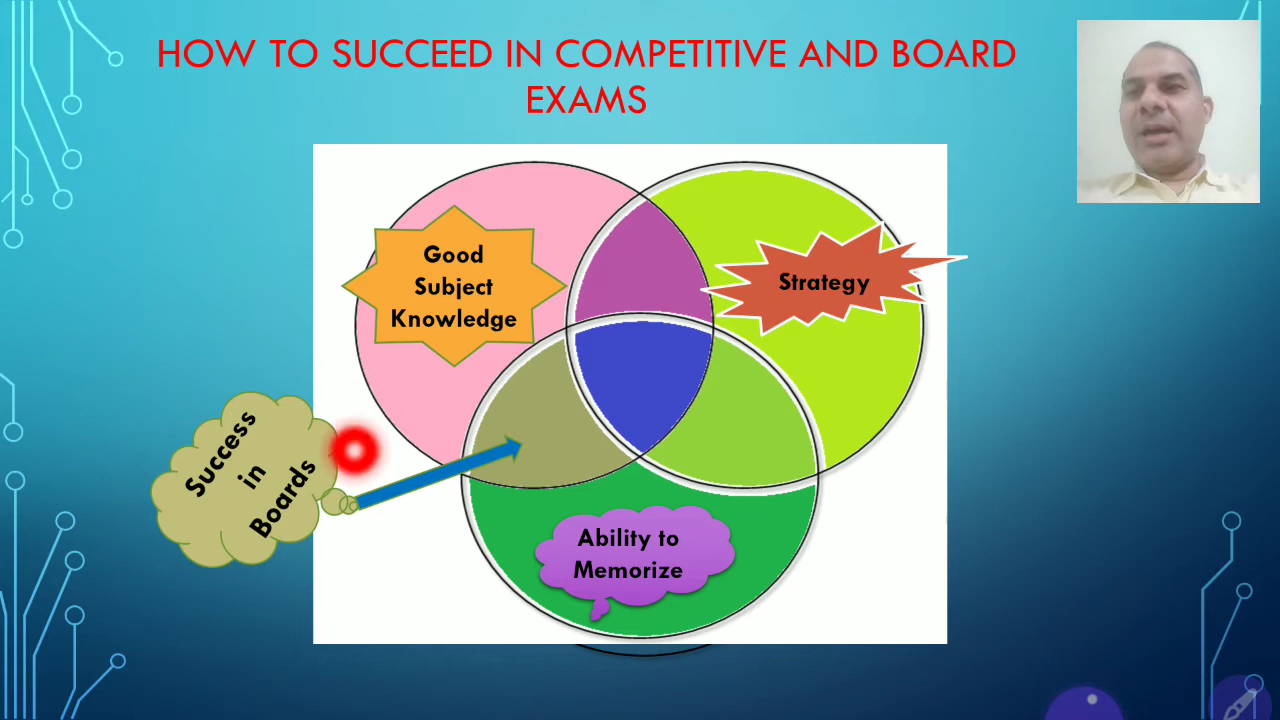 HOW TO SUCCEED IN COMPETITIVE AND BOARD
EXAMS
Good
Subject
Knowledge
Strategy
Success
in
Boards
Ability to
Memorize